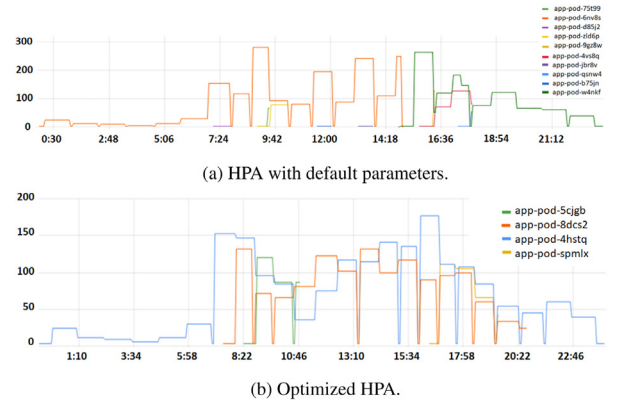 app-pod-75t99
app-pod-6nv8s
app-pod-d85j2
app-pod-zld6p
app-pod-9gz8w
app-pod-4vs8q
app-pod-jbr8v
app-pod-qsnw4
app-pod-b75jn
app-pod-w4nkf
300
200
100
0
0:30 2:48 5:06 7:24 9:42 12:00 14:18 16:36 18:54 21:12
(a) HPA with default parameters.
200
150
100
50
0
app-pod-5cjgb
app-pod-8dcs2
app-pod-4hstq
app-pod-spmlx
1:10 3:34 5:58 8:22 10:46 13:10 15:34 17:58 20:22 22:46
(b) Optimized HPA.